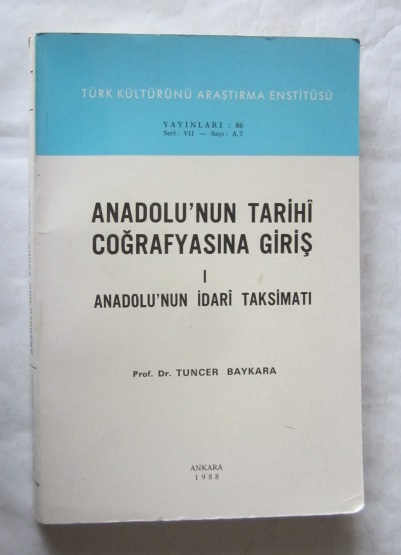 TÜRK KÜLTÜRÜNÜ ARAŞTIRMA ENSTİTÜSÜ
YAYINLARI : 86
Seri: VII — Sayı: A.7
ANADOLU'NUN TARİHÎ
COĞRAFYASINA GİRİŞ
I
ANADOLU'NUN İDARÎ TAKSİMATI
Prof. Dr. TUNCER BAYKARA
ANKARA
1988